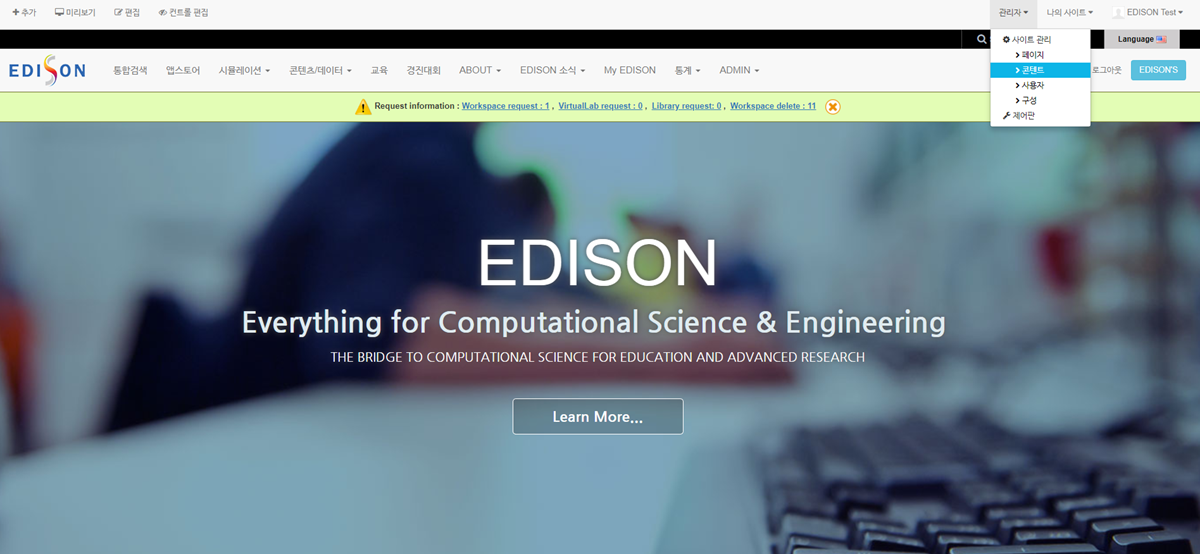 추가 미리보기 편집 컨트롤 편집 관리자 나의 사이트 EDISON Test
사이트 관리
페이지
콘텐트
사용자
구성
제어판
Language
EDISON 통합검색 앱스토어 시뮬레이션 콘텐츠/데이터 교육 경진대회 ABOUT EDISON 소식 My EDISON 통계 ADMIN 로그아웃 EDISON'S
Request information : Workspace request : 1 , VirtualLab request : 0 , Library request: 0 , Workspace delete : 11
EDISON
Everything for Computational Science & Engineering
THE BRIDGE TO COMPUTATIONAL SCIENCE FOR EDUCATION AND ADVANCED RESEARCH
Learn More...